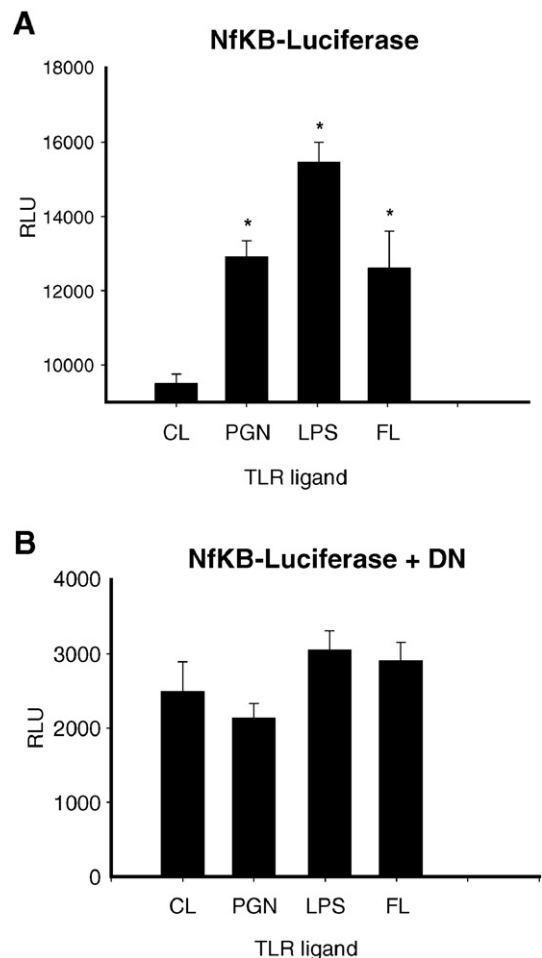 A
NfKB-Luciferase
18000
16000
14000
12000
10000
RLU
*
*
*
CL PGN LPS FL
TLR ligand
B
NfKB-Luciferase + DN
4000
3000
2000
1000
0
RLU
CL PGN LPS FL
TLR ligand